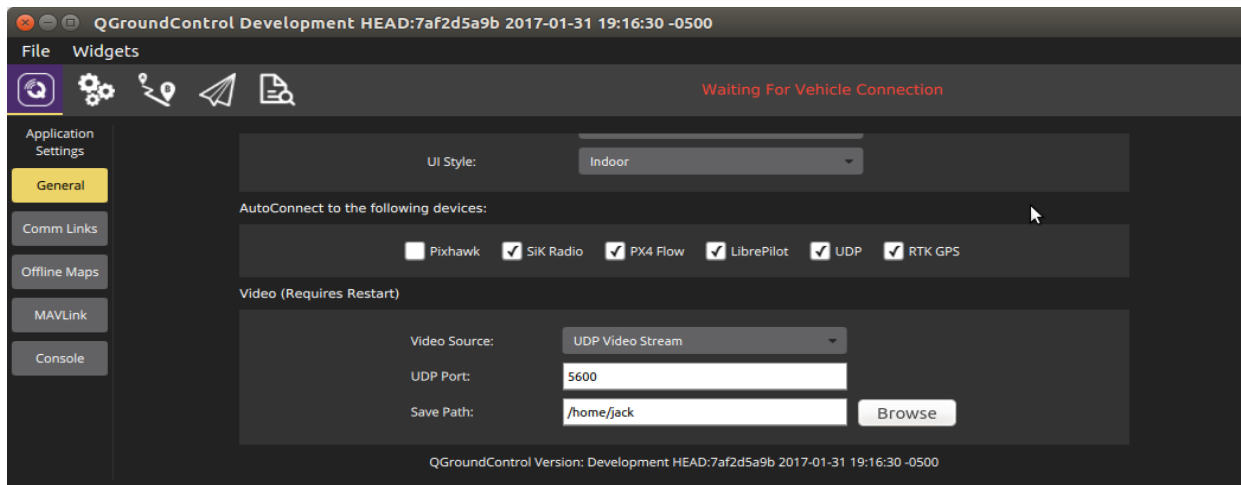 QGroundControl Development HEAD:7af2d5a9b 2017-01-31 19:16:30 -0500
File Widgets
Waiting For Vehicle Connection
Application
Settings
General
Comm Links
Offline Maps
MAVLink
Console
UI Style: Indoor
AutoConnect to the following devices:
Pixhawk SiK Radio PX4 Flow LibrePilot UDP RTK GPS
Video (Requires Restart)
Video Source: UDP Video Stream
UDP Port: 5600
Save Path: /home/jack Browse
QGroundControl Version: Development HEAD:7af2d5a9b 2017-01-31 19:16:30 -0500